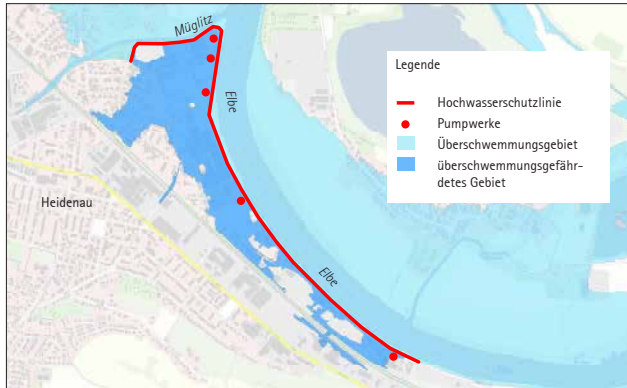 Müglitz
Elbe
Heidenau
Elbe
Legende
Hochwasserschutzlinie
Pumpwerke
Überschwemmungsgebiet
überschwemmungsgefähr-
detes Gebiet